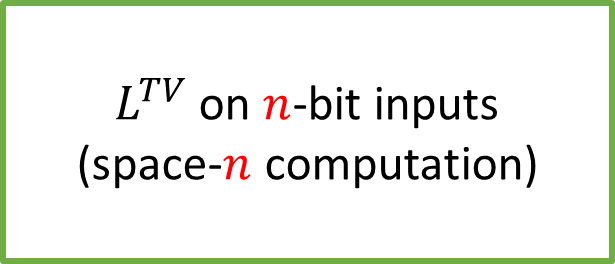 L^{TV} on n-bit inputs
(space-n computation)